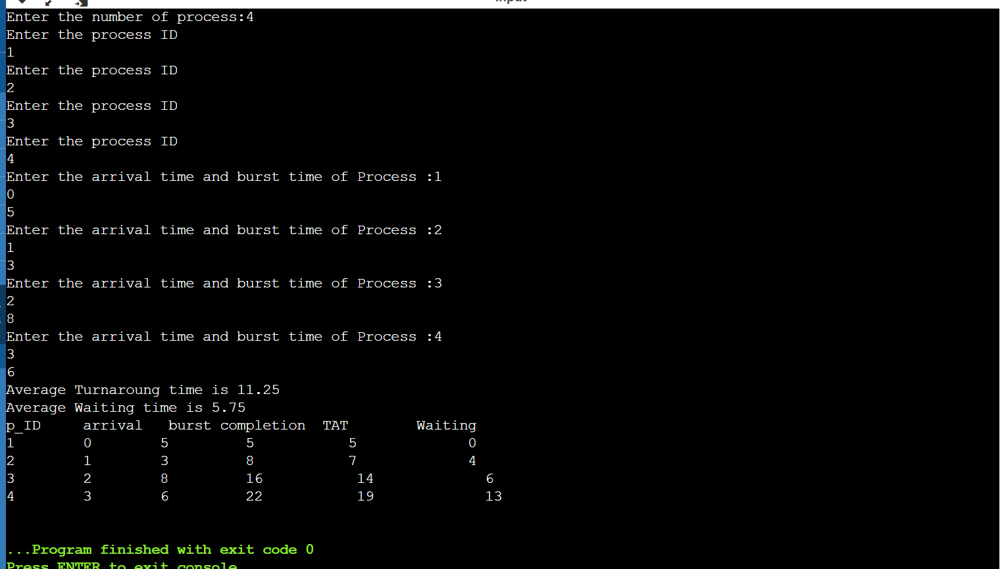 Enter the number of process:4
Enter the process ID
1
Enter the process ID
2
Enter the process ID
3
Enter the process ID
4
Enter the arrival time and burst time of Process :1
0
5
Enter the arrival time and burst time of Process :2
1
3
Enter the arrival time and burst time of Process :3
2
8
Enter the arrival time and burst time of Process :4
3
6
Average Turnaroung time is 11.25
Average Waiting time is 5.75
p_ID arrival burst completion TAT Waiting
1 0 5 5 5 0
2 1 3 8 7 4
3 2 8 16 14 6
4 3 6 22 19 13
...Program finished with exit code 0
Press ENTER to exit console